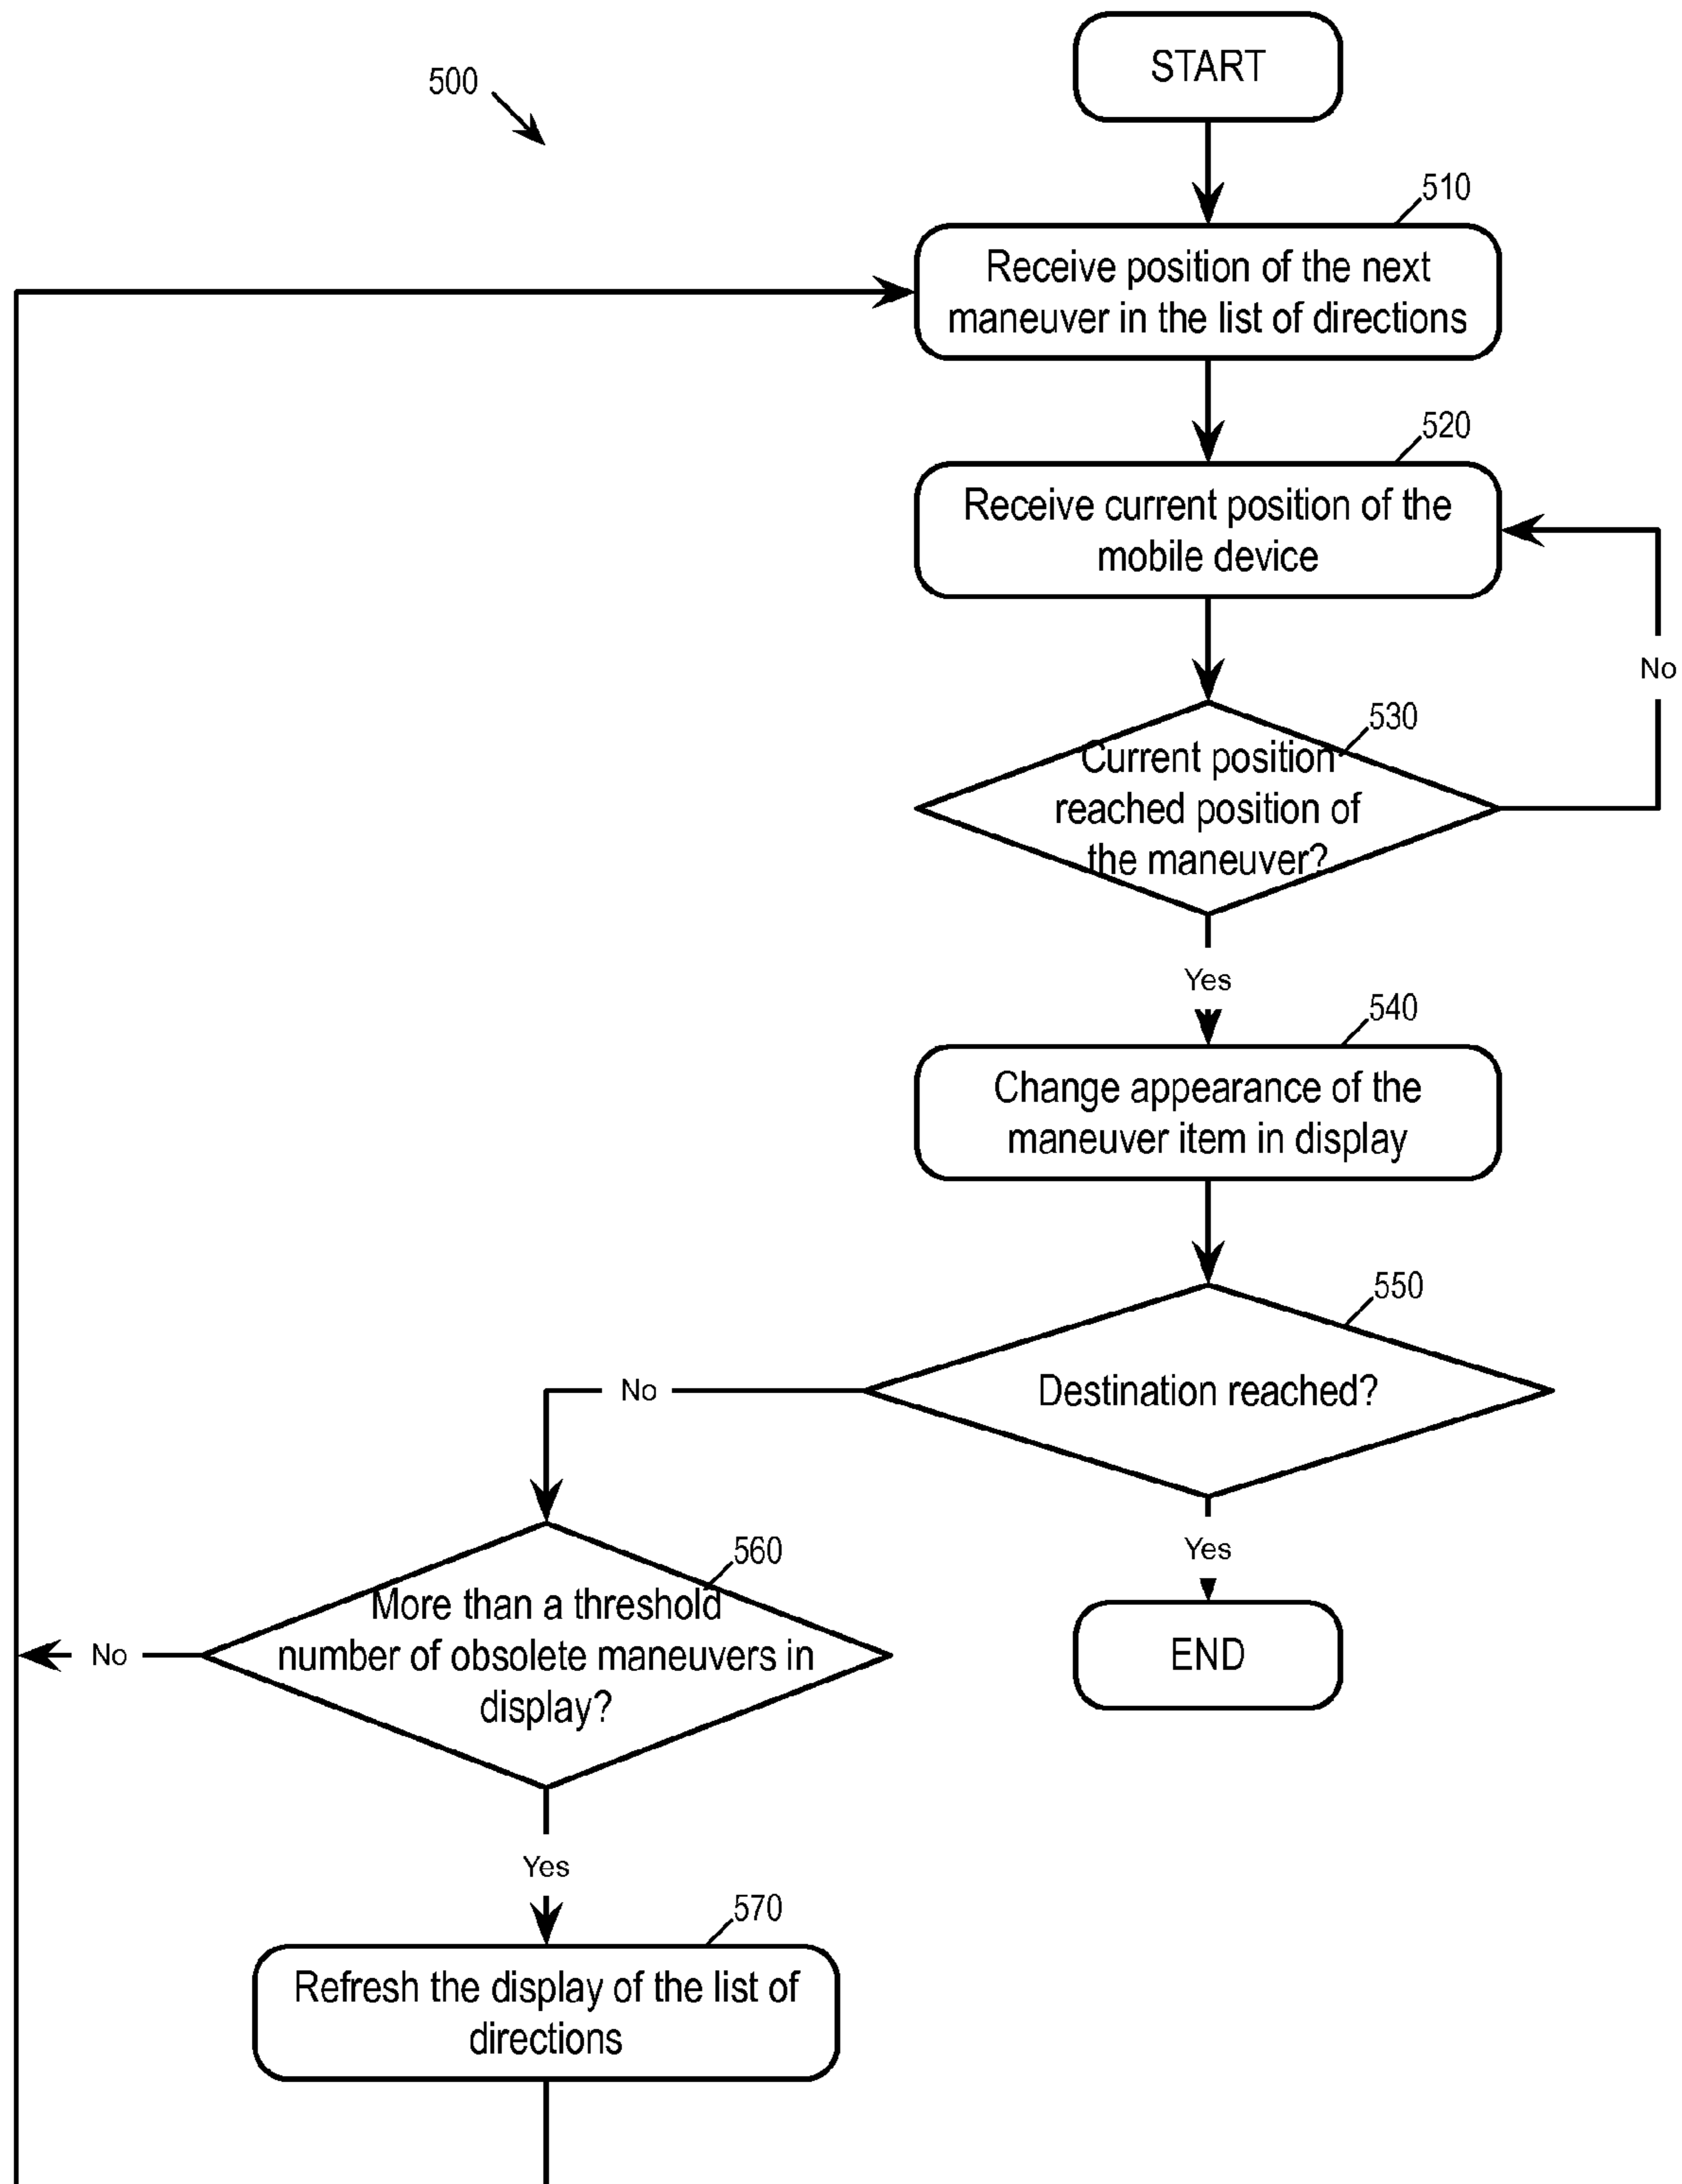 500
START
510
Receive position of the next
maneuver in the list of directions
520
Receive current position of the
mobile device
No
530
Current position
reached position of
the maneuver?
Yes
540
Change appearance of the
maneuver item in display
550
Destination reached?
No
Yes
END
560
More than a threshold
number of obsolete maneuvers in
display?
No
Yes
570
Refresh the display of the list of
directions